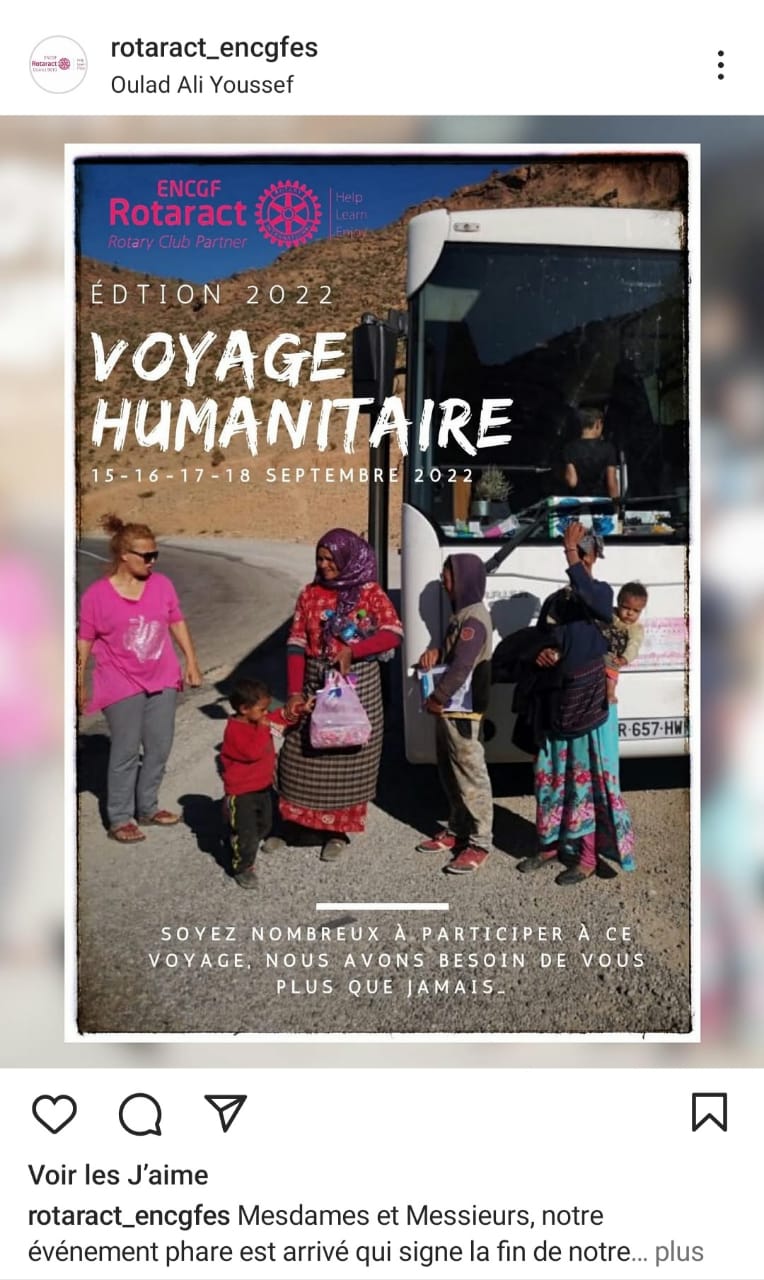 rotaract_encgfes
Oulad Ali Youssef
ENCGF
Rotaract
Rotary Club Partner
Help
Learn
Enjoy
ÉDTION 2022
VOYAGE
HUMANITAIRE
15-16-17-18 SEPTEMBRE 2022
R·657·HW
SOYEZ NOMBREUX À PARTICIPER À CE
VOYAGE, NOUS AVONS BESOIN DE VOUS
PLUS QUE JAMAIS…
Voir les J’aime
rotaract_encgfes Mesdames et Messieurs, notre
événement phare est arrivé qui signe la fin de notre… plus